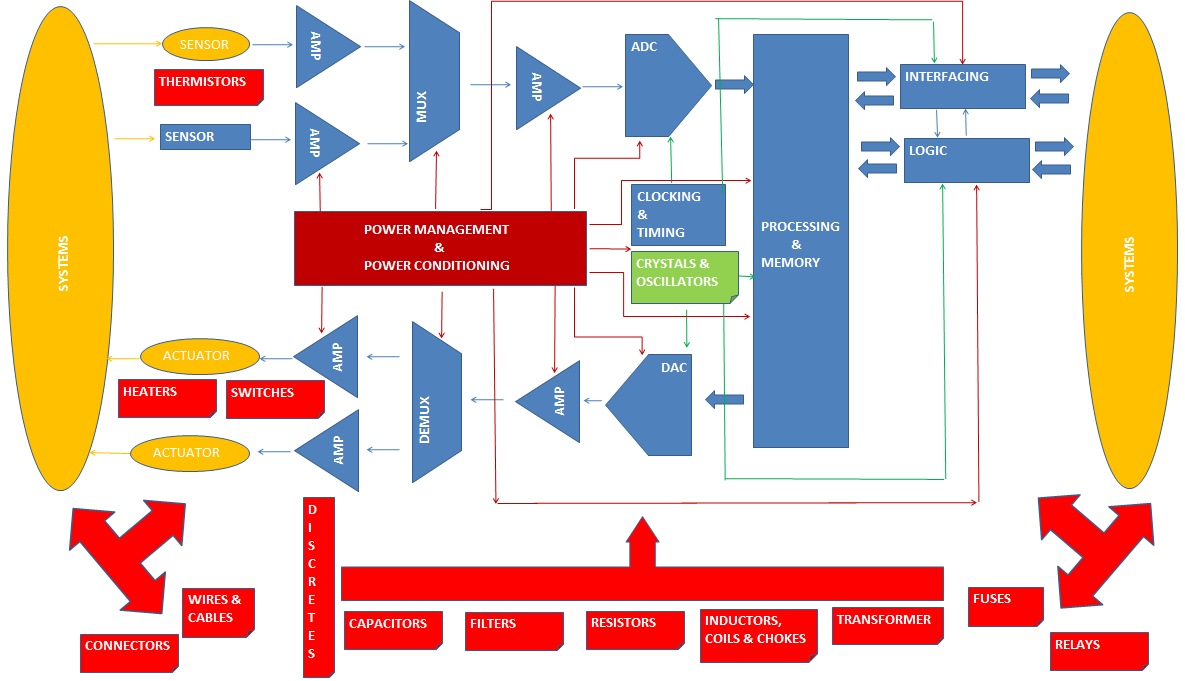 SYSTEMS
SENSOR
THERMISTORS
SENSOR
AMP
AMP
MUX
AMP
ADC
PROCESSING
&
MEMORY
INTERFACING
LOGIC
SYSTEMS
POWER MANAGEMENT
&
POWER CONDITIONING
CLOCKING
&
TIMING
CRYSTALS &
OSCILLATORS
ACTUATOR
HEATERS
SWITCHES
ACTUATOR
AMP
AMP
DEMUX
AMP
DAC
WIRES &
CABLES
CONNECTORS
DISCRETES
CAPACITORS
FILTERS
RESISTORS
INDUCTORS,
COILS & CHOKES
TRANSFORMER
FUSES
RELAYS